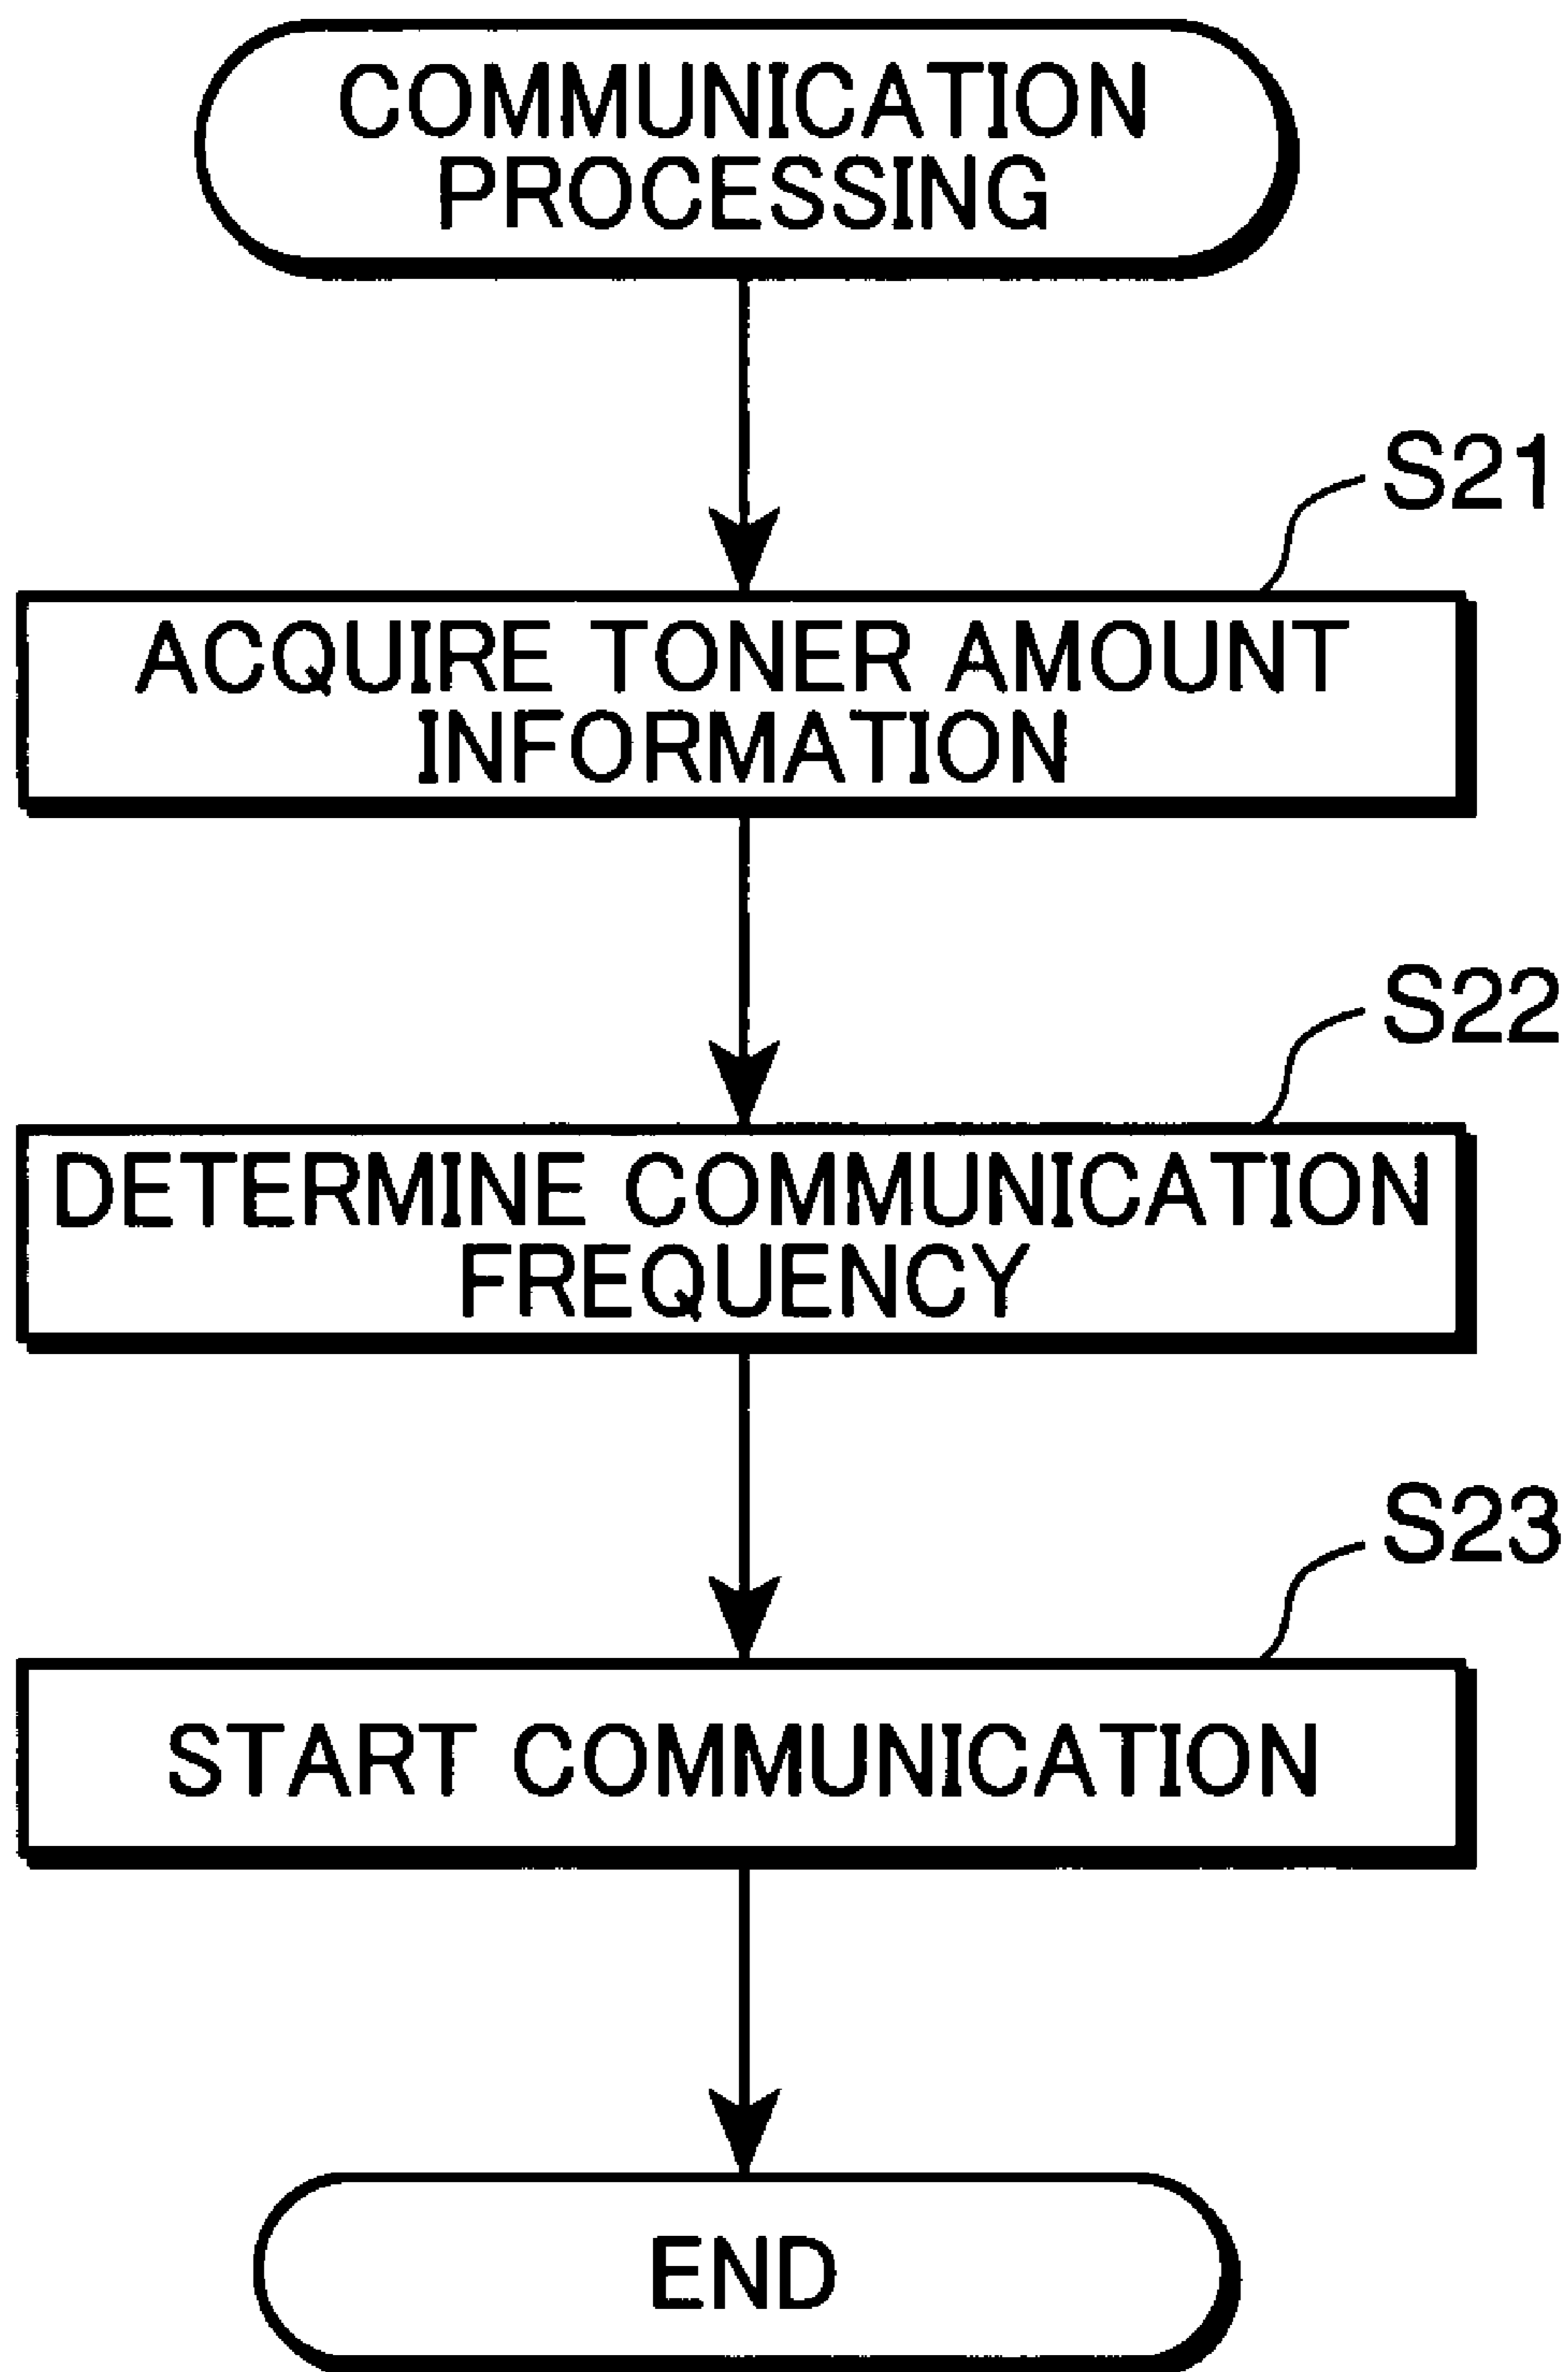 COMMUNICATION
PROCESSING
S21
ACQUIRE TONER AMOUNT
INFORMATION
S22
DETERMINE COMMUNICATION
FREQUENCY
S23
START COMMUNICATION
END